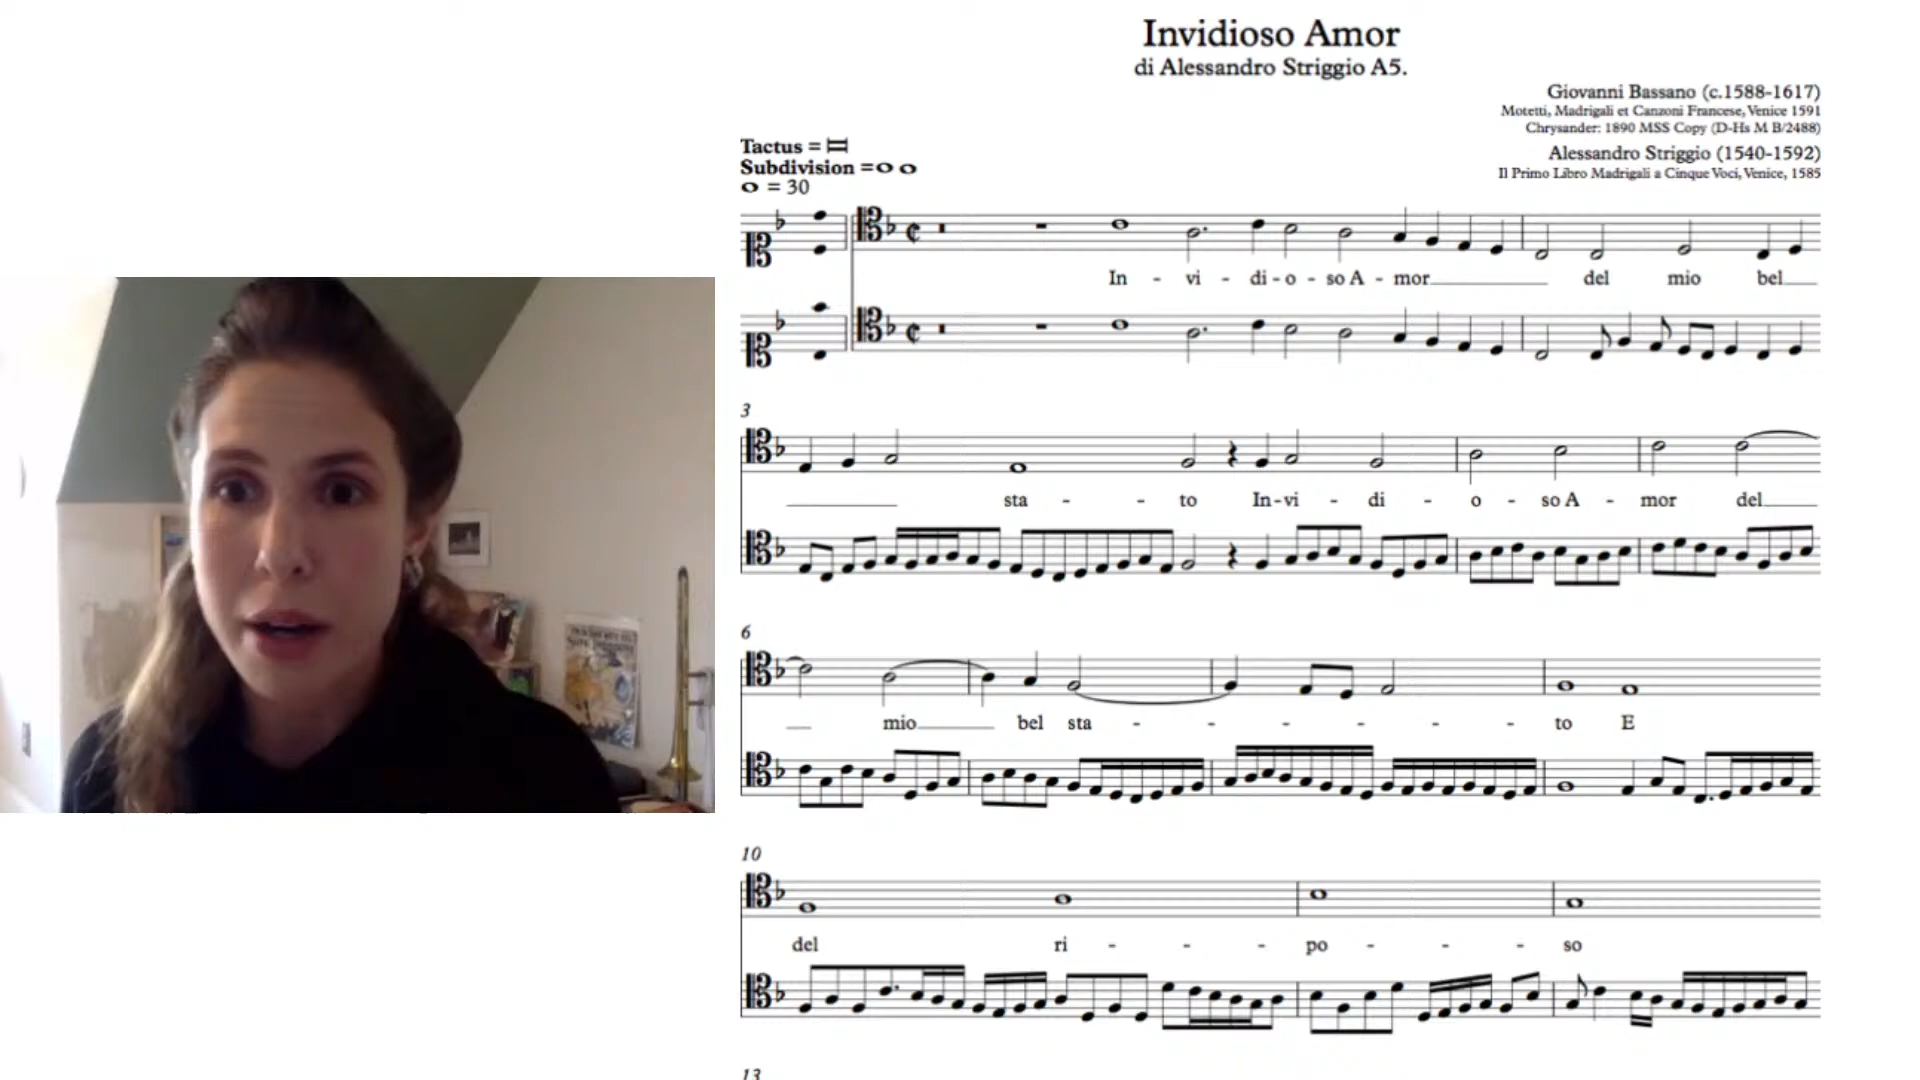 Invidioso Amor
di Alessandro Striggio A5.
Giovanni Bassano (c.1588-1617)
Motetti, Madrigali et Canzoni Francese, Venice 1591
Chrysander: 1890 MSS Copy (D-Hs M B/2488)
Alessandro Striggio (1540-1592)
Il Primo Libro Madrigali a Cinque Voci, Venice, 1585
Tactus =
Subdivision =
= 30
In - vi - di - o - so A - mor del mio bel
3
sta - - to In - vi - di - o - so A - mor del
6
mio bel sta - - - - - - to E
10
del ri - - - po - - - so
13